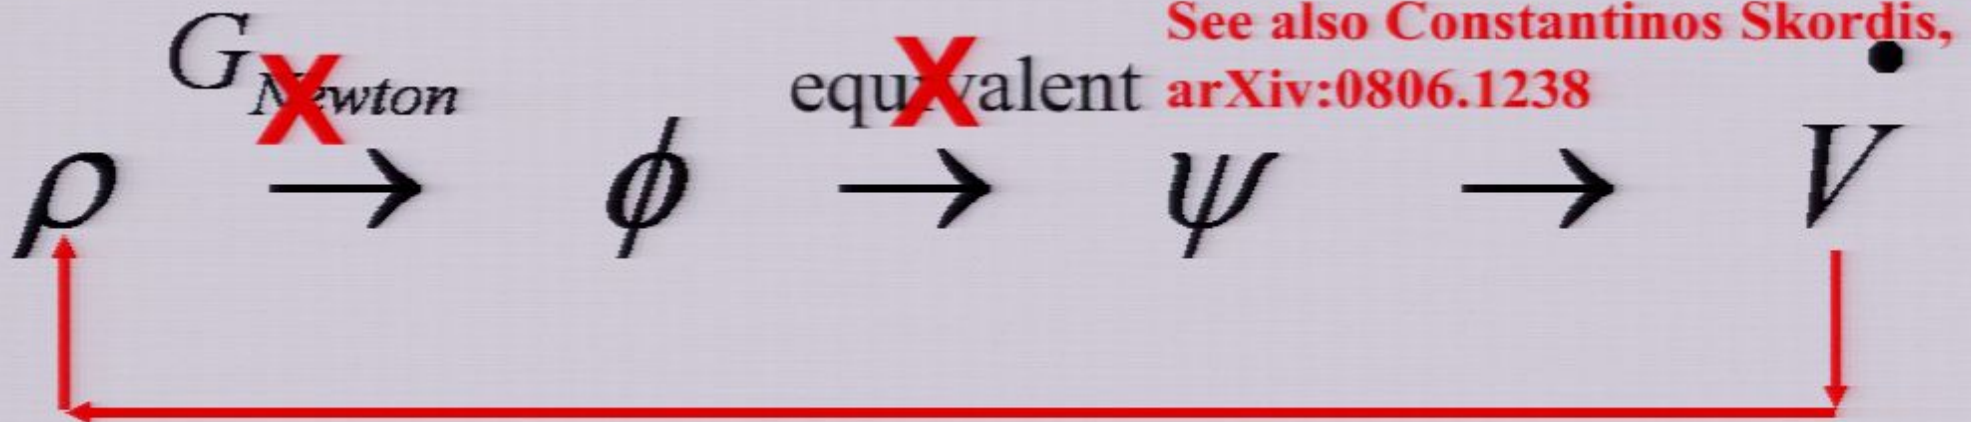 See also Constantinos Skordis,
G_Newton equivalent arXiv:0806.1238
ρ → ϕ → ψ → V̇